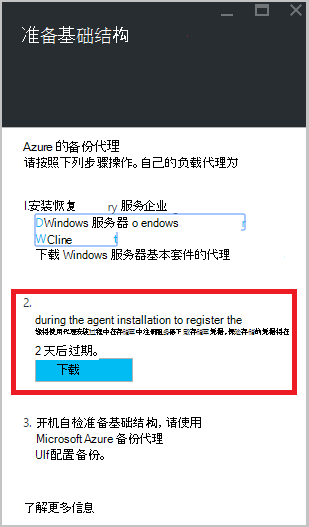 准备基础结构
Azure 的备份代理
请按照下列步骤操作。自己的负载代理为
1安装恢复 ry 服务企业
DWindows 服务器 o endows r
WCline t
下载 Windows 服务器基本套件的代理
2.
during the agent installation to register the
2 天后过期。
下载
3. 开机自检准备基础结构，请使用
Microsoft Azure 备份代理
UIf配置备份。
了解更多信息